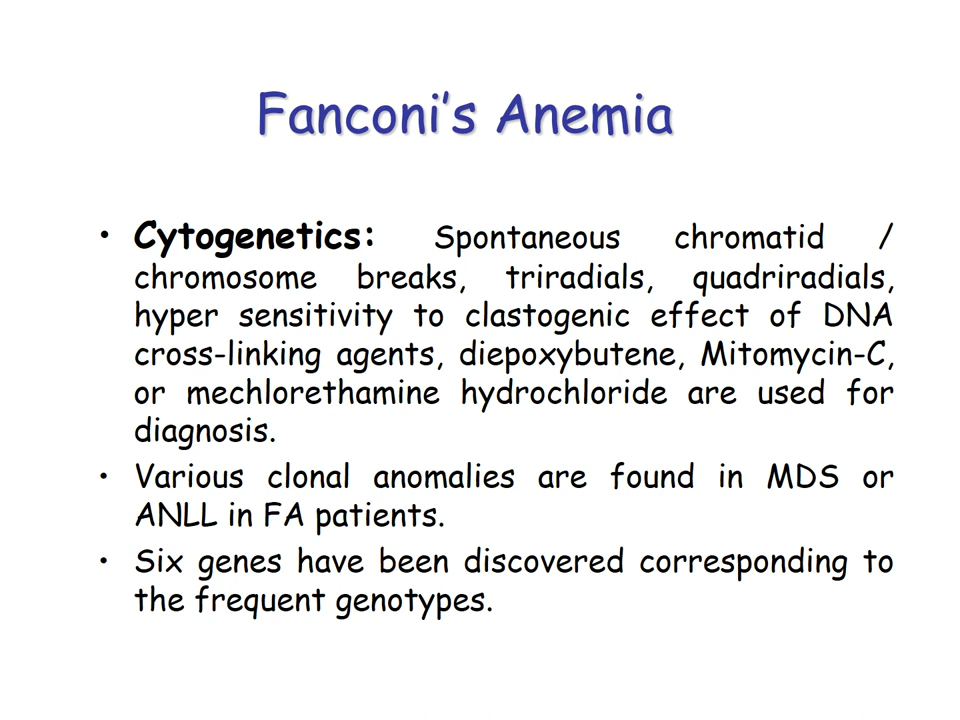 Fanconi's Anemia
• Cytogenetics: Spontaneous chromatid /
chromosome breaks, triradials, quadriradials,
hyper sensitivity to clastogenic effect of DNA
cross-linking agents, diepoxybutene, Mitomycin-C,
or mechlorethamine hydrochloride are used for
diagnosis.
• Various clonal anomalies are found in MDS or
ANLL in FA patients.
• Six genes have been discovered corresponding to
the frequent genotypes.